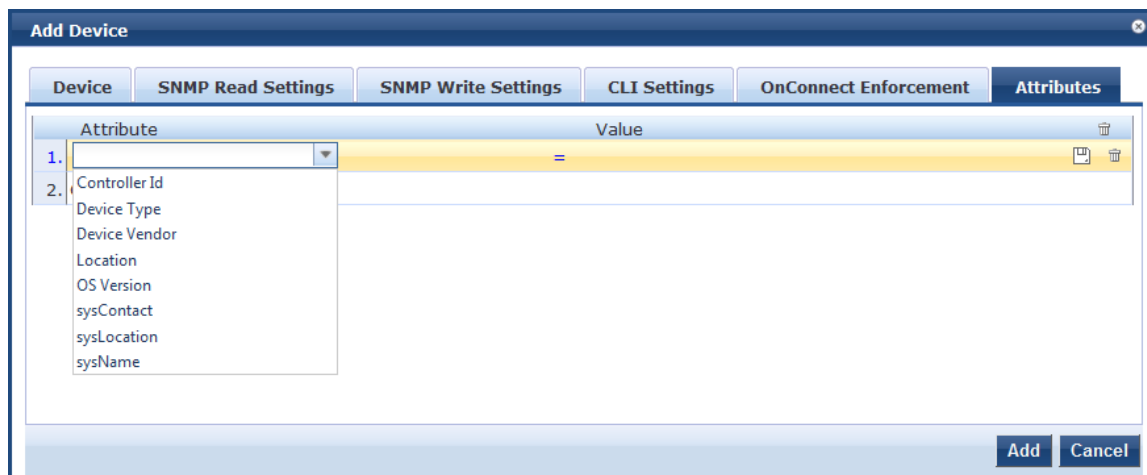 Add Device
Device SNMP Read Settings SNMP Write Settings CLI Settings OnConnect Enforcement Attributes
Attribute Value
1. =
2.
Controller Id
Device Type
Device Vendor
Location
OS Version
sysContact
sysLocation
sysName
Add Cancel